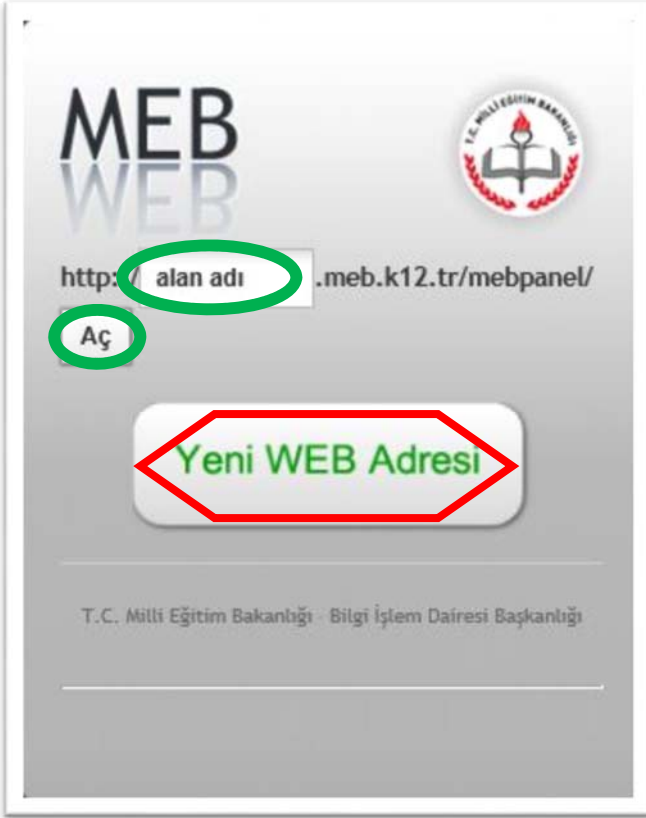 MEB
T.C. MİLLİ EĞİTİM BAKANLIĞI
http:/ alan adı .meb.k12.tr/mebpanel/
Aç
Yeni WEB Adresi
T.C. Milli Eğitim Bakanlığı Bilgi İşlem Dairesi Başkanlığı